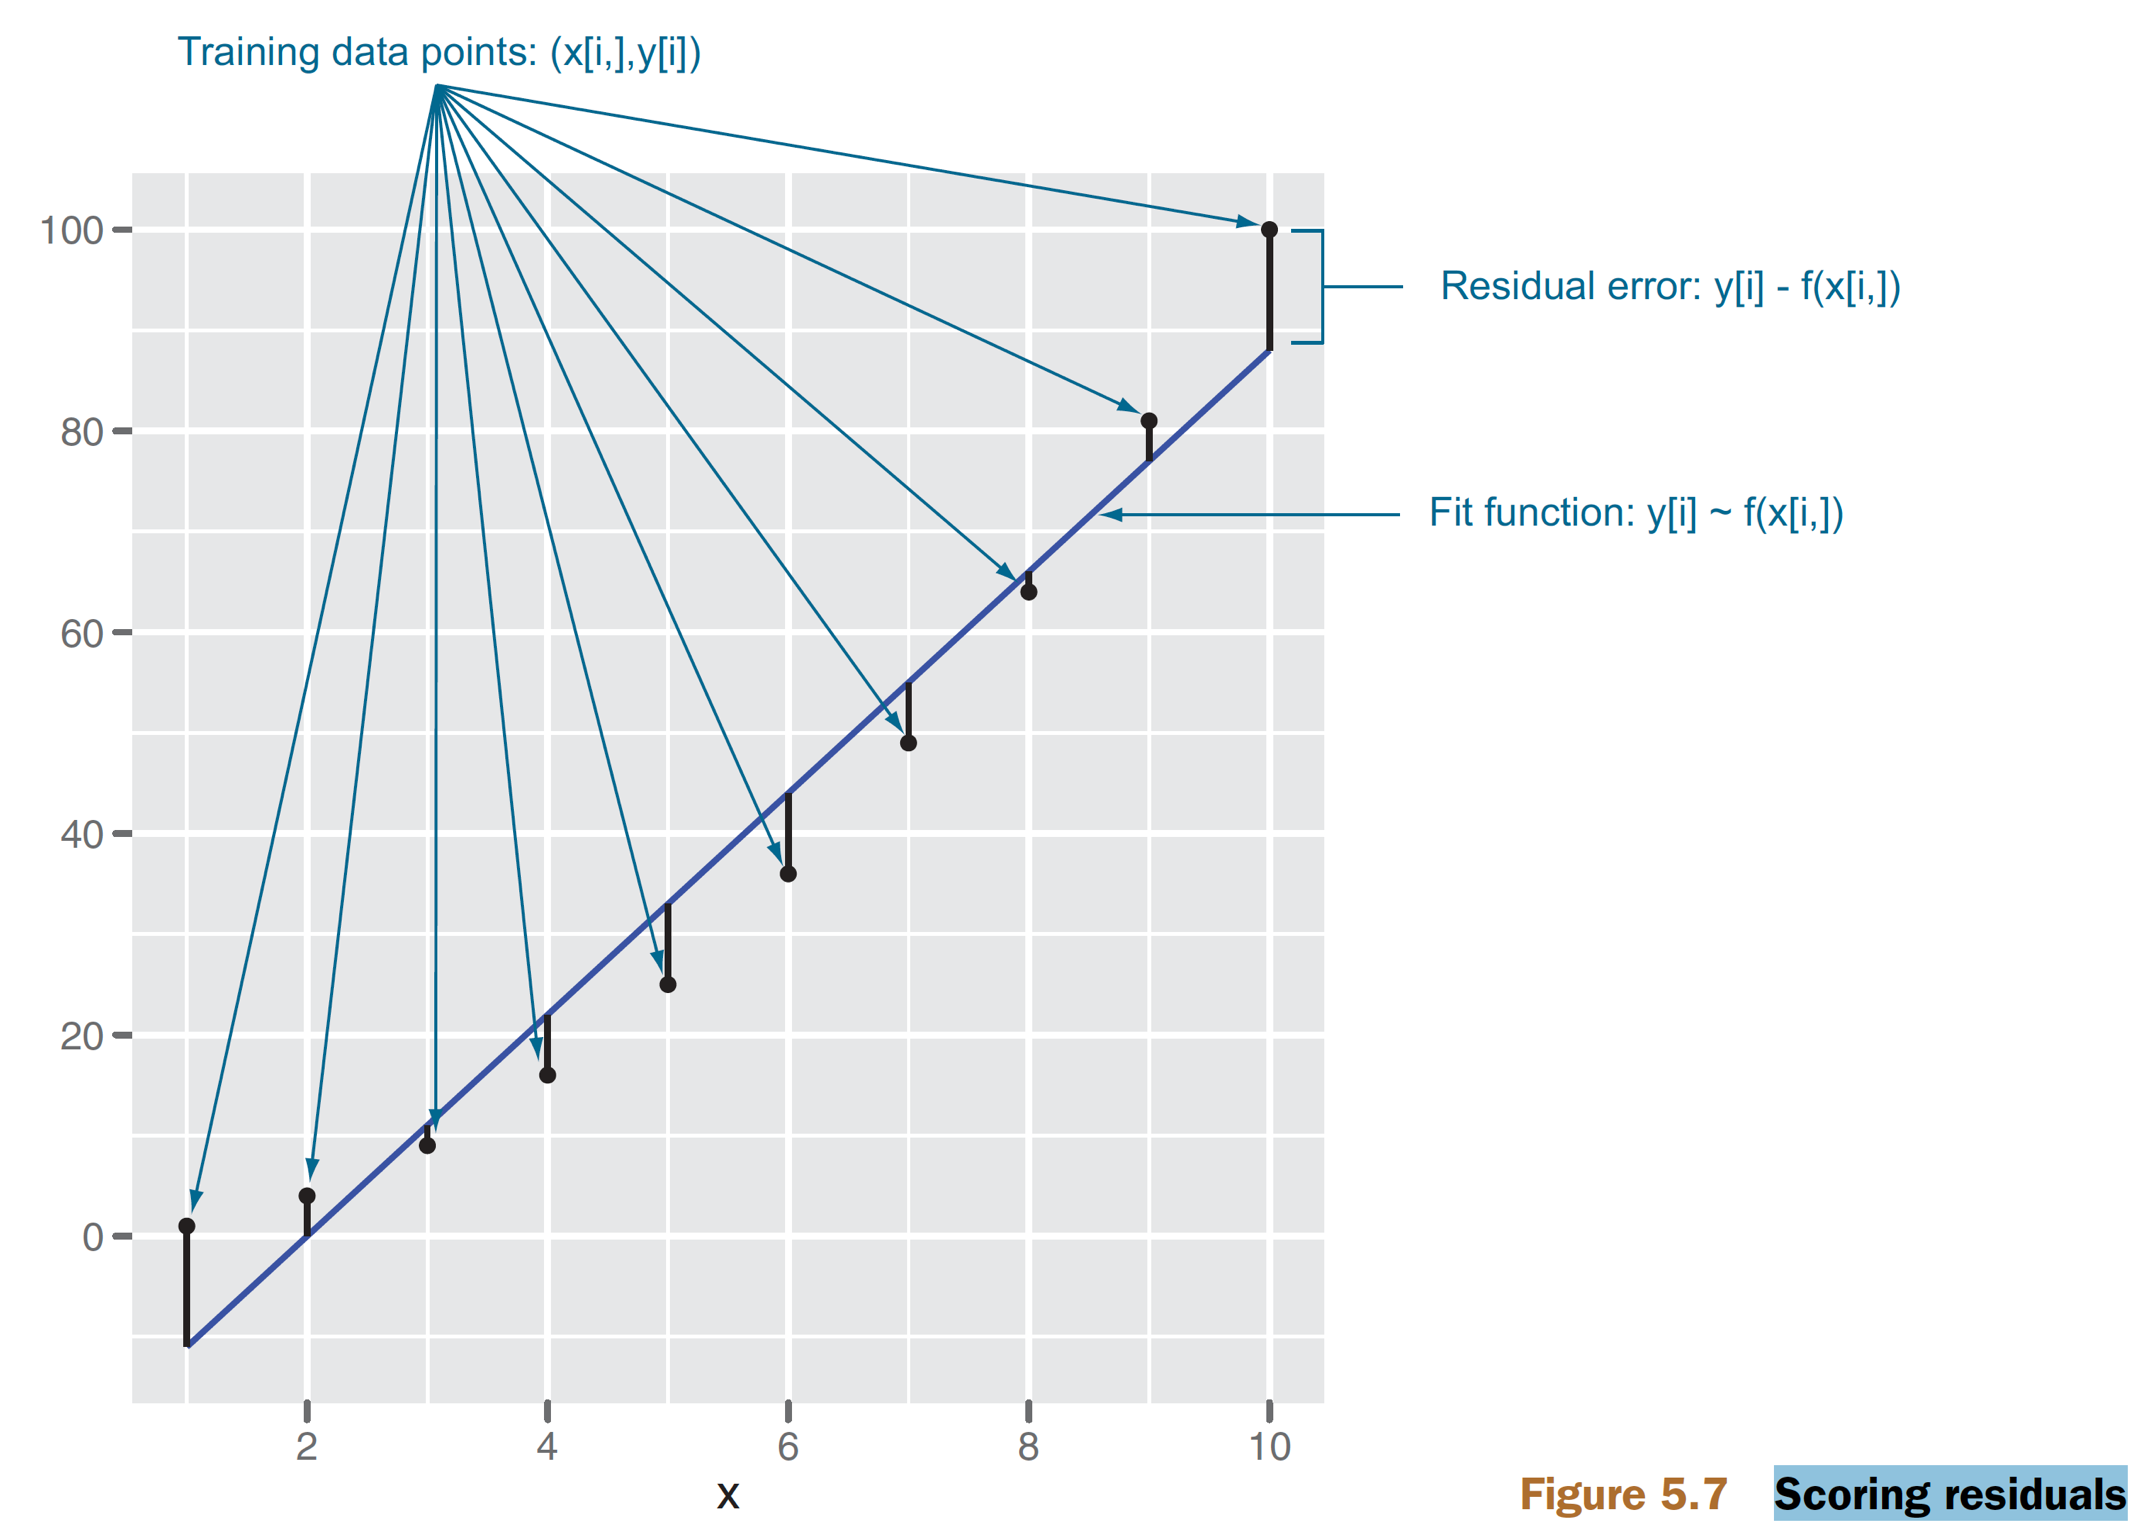 Training data points: (x[i,],y[i])
100
Residual error: y[i] - f(x[i,])
80
Fit function: y[i] ~ f(x[i,])
60
40
20
0
2 4 6 8 10
x
Figure 5.7 Scoring residuals